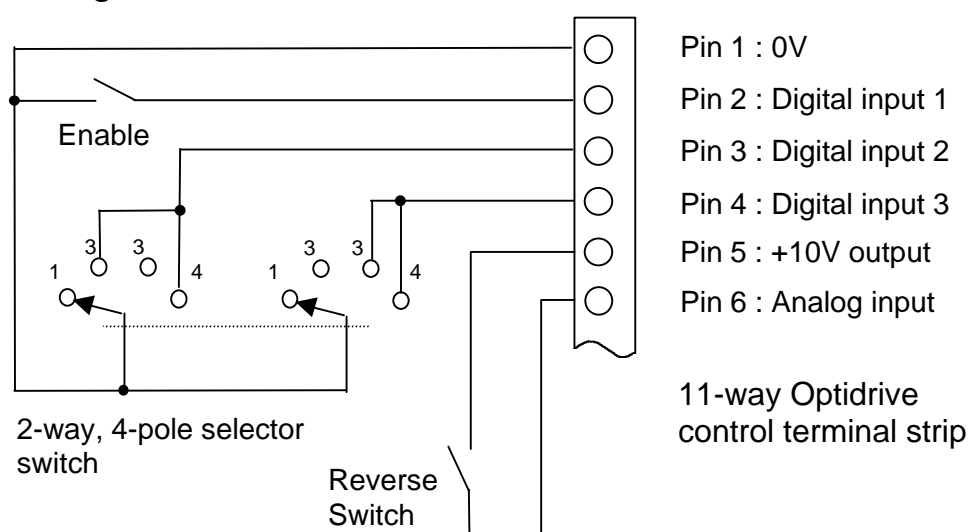 Pin 1 : 0V
Pin 2 : Digital input 1
Enable
Pin 3 : Digital input 2
Pin 4 : Digital input 3
3 3
3 3
Pin 5 : +10V output
1 4
1 4
Pin 6 : Analog input
11-way Optidrive
control terminal strip
2-way, 4-pole selector
switch
Reverse
Switch